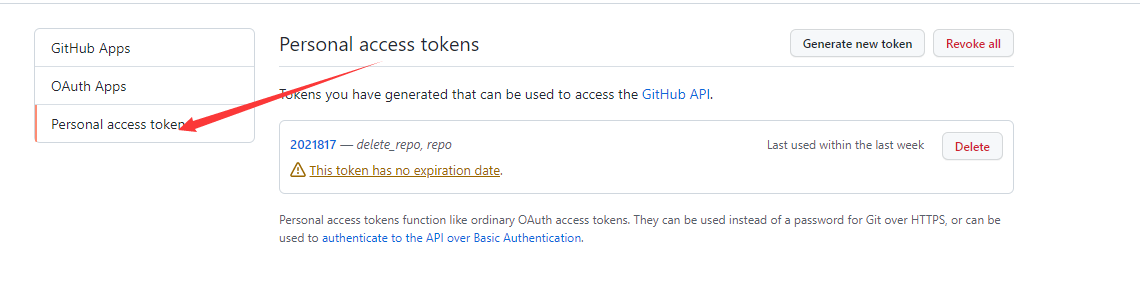 GitHub Apps
OAuth Apps
Personal access token
Personal access tokens
Generate new token
Revoke all
Tokens you have generated that can be used to access the GitHub API.
2021817 — delete_repo, repo
Last used within the last week
Delete
This token has no expiration date.
Personal access tokens function like ordinary OAuth access tokens. They can be used instead of a password for Git over HTTPS, or can be
used to authenticate to the API over Basic Authentication.